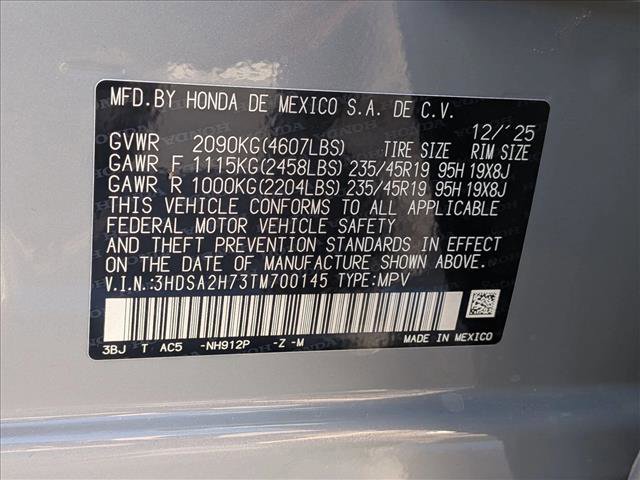 MFD.BY HONDA DE MEXICO S.A. DE C.V.
12/'25
GVWR 2090KG(4607LBS) TIRE SIZE RIM SIZE
GAWR F 1115KG(2458LBS) 235/45R19 95H 19X8J
GAWR R 1000KG(2204LBS) 235/45R19 95H 19X8J
THIS VEHICLE CONFORMS TO ALL APPLICABLE
FEDERAL MOTOR VEHICLE SAFETY
AND THEFT PREVENTION STANDARDS IN EFFECT
ON THE DATE OF MANUFACTURE SHOWN ABOVE.
V.I.N.:3HDSA2H73TM700145 TYPE:MPV
3BJ T AC5 -NH912P -Z -M MADE IN MEXICO